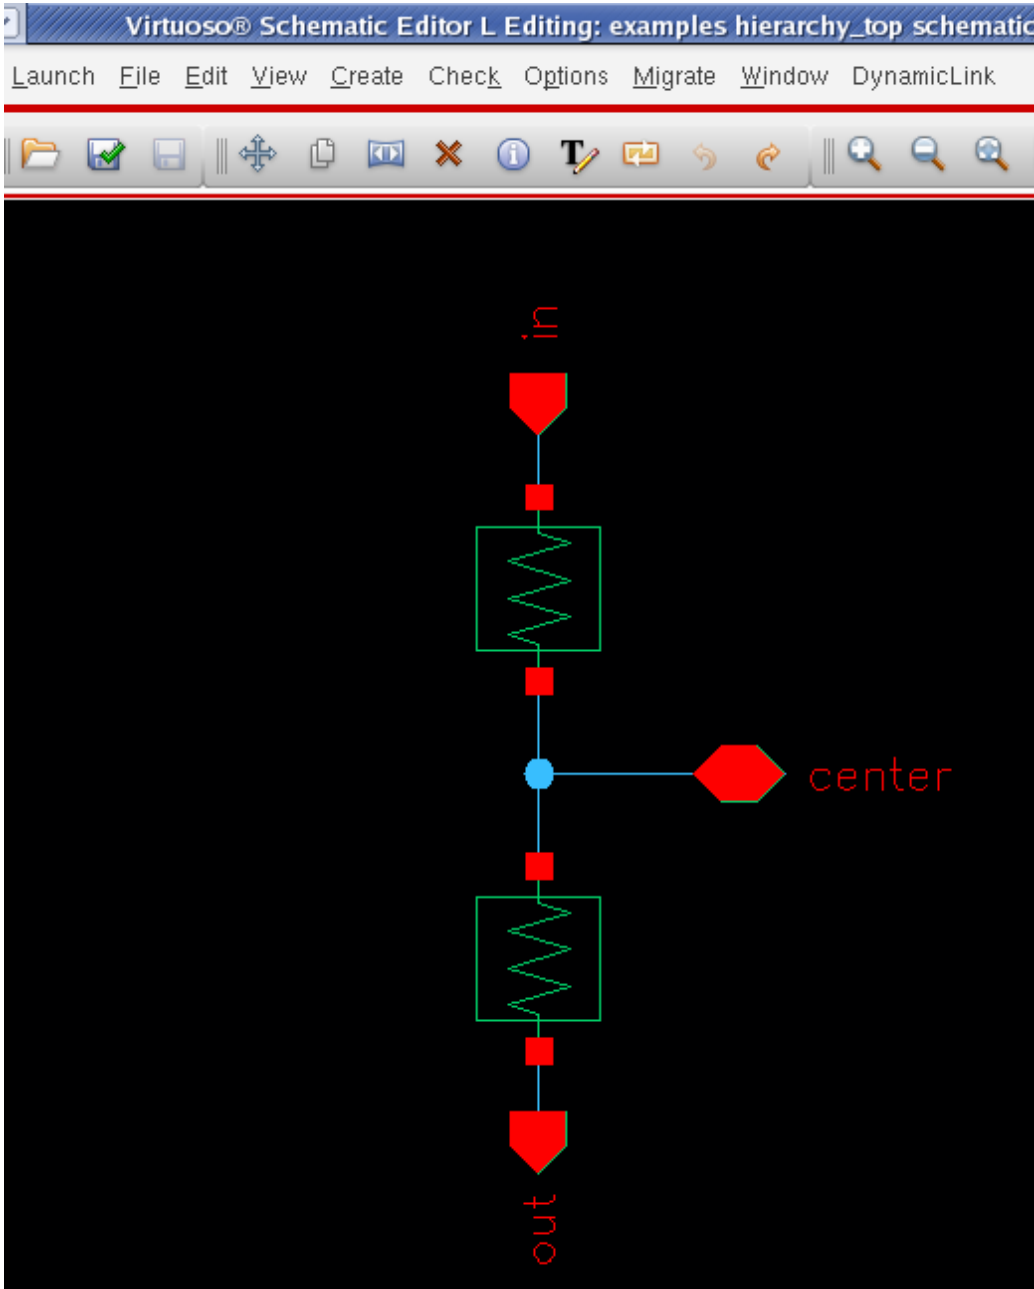 Virtuoso® Schematic Editor L Editing: examples hierarchy_top schematic
Launch File Edit View Create Check Options Migrate Window DynamicLink
in
center
out